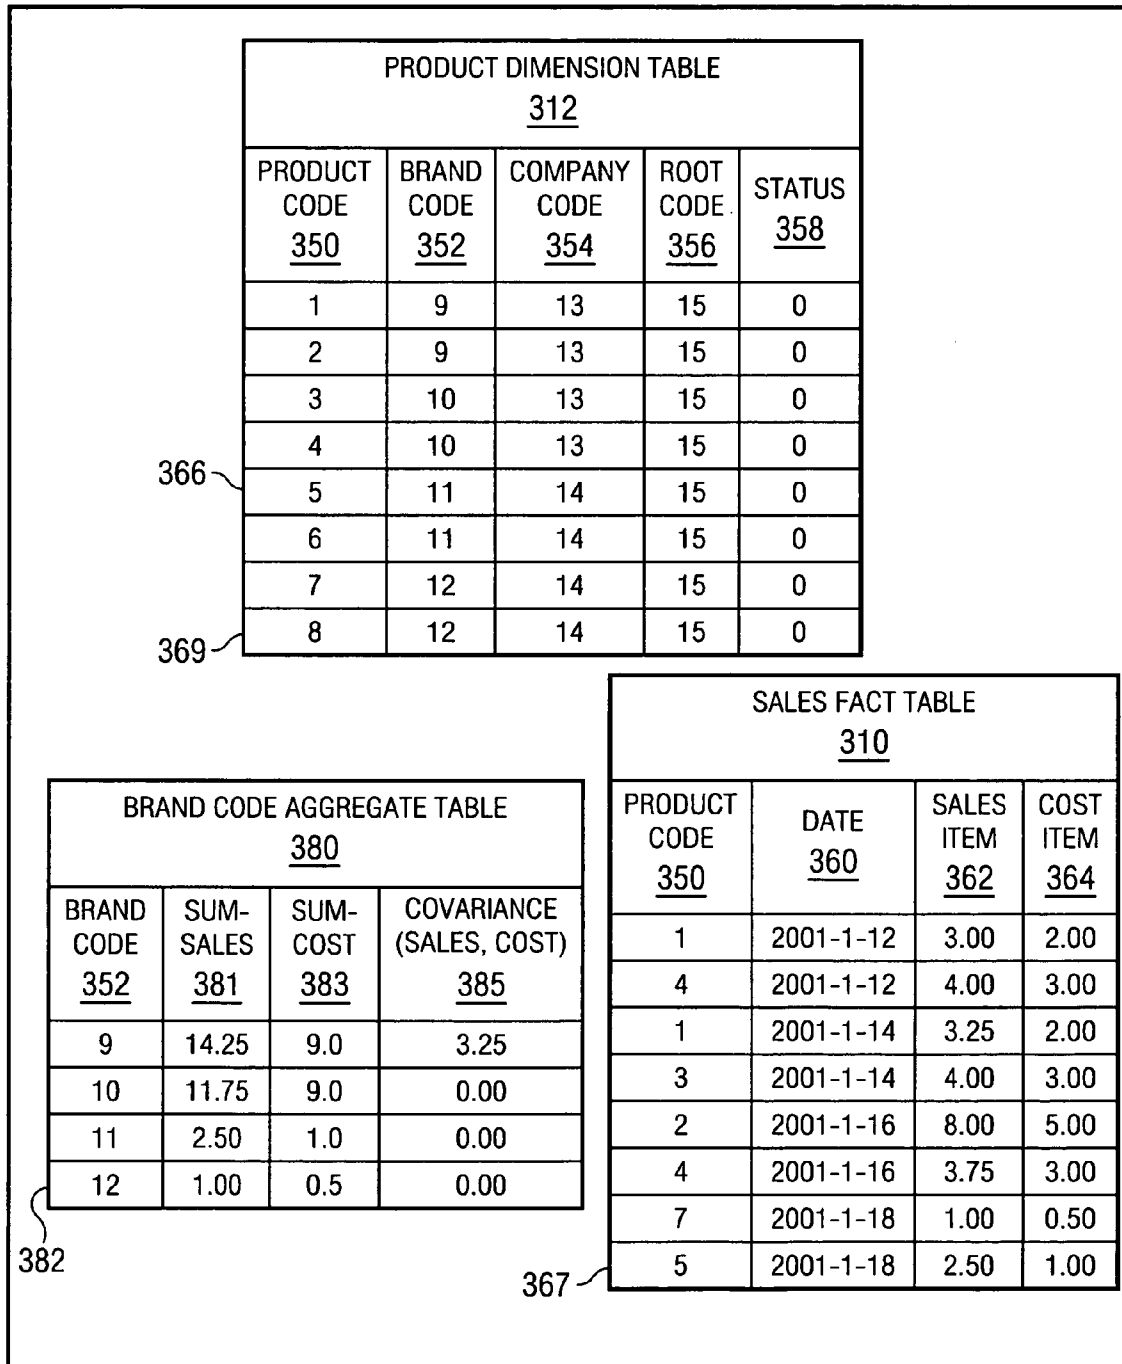 PRODUCT DIMENSION TABLE
312
PRODUCT CODE 350 BRAND CODE 352 COMPANY CODE 354 ROOT CODE 356 STATUS 358
1 9 13 15 0
2 9 13 15 0
3 10 13 15 0
4 10 13 15 0
366
5 11 14 15 0
6 11 14 15 0
7 12 14 15 0
8 12 14 15 0
369
BRAND CODE AGGREGATE TABLE
380
BRAND CODE 352 SUM-SALES 381 SUM-COST 383 COVARIANCE (SALES, COST) 385
9 14.25 9.0 3.25
10 11.75 9.0 0.00
11 2.50 1.0 0.00
12 1.00 0.5 0.00
382
SALES FACT TABLE
310
PRODUCT CODE 350 DATE 360 SALES ITEM 362 COST ITEM 364
1 2001-1-12 3.00 2.00
4 2001-1-12 4.00 3.00
1 2001-1-14 3.25 2.00
3 2001-1-14 4.00 3.00
2 2001-1-16 8.00 5.00
4 2001-1-16 3.75 3.00
7 2001-1-18 1.00 0.50
5 2001-1-18 2.50 1.00
367